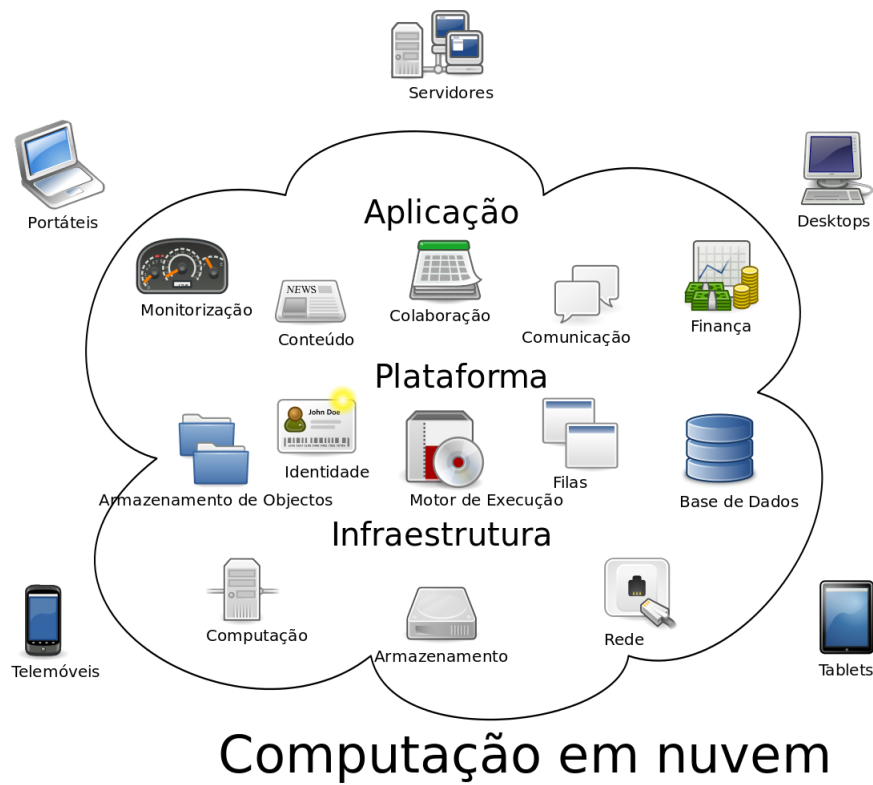 Servidores
Portáteis
Desktops
Aplicação
Monitorização
NEWS
Conteúdo
Colaboração
Comunicação
Finança
Plataforma
John Doe
Identidade
Armazenamento de Objectos
Motor de Execução
Filas
Base de Dados
Infraestrutura
Computação
Armazenamento
Rede
Telemóveis
Tablets
Computação em nuvem